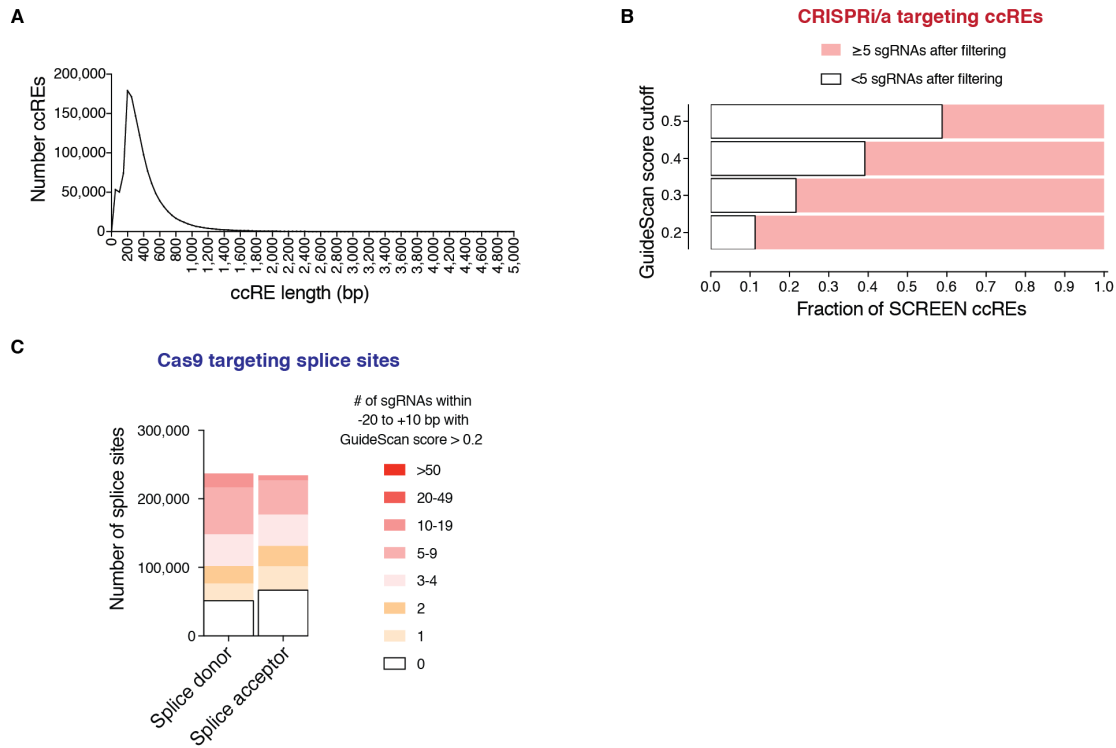 A
Number ccREs
200,000
150,000
100,000
50,000
0
0
200
400
600
800
1,000
1,200
1,400
1,600
1,800
2,000
2,200
2,400
2,600
2,800
3,000
3,200
3,400
3,600
3,800
4,000
4,200
4,400
4,600
4,800
5,000
ccRE length (bp)
B
CRISPRi/a targeting ccREs
≥5 sgRNAs after filtering
<5 sgRNAs after filtering
GuideScan score cutoff
0.5
0.4
0.3
0.2
0.0 0.1 0.2 0.3 0.4 0.5 0.6 0.7 0.8 0.9 1.0
Fraction of SCREEN ccREs
C
Cas9 targeting splice sites
# of sgRNAs within
-20 to +10 bp with
GuideScan score > 0.2
>50
20-49
10-19
5-9
3-4
2
1
0
Number of splice sites
300,000
200,000
100,000
0
Splice donor
Splice acceptor